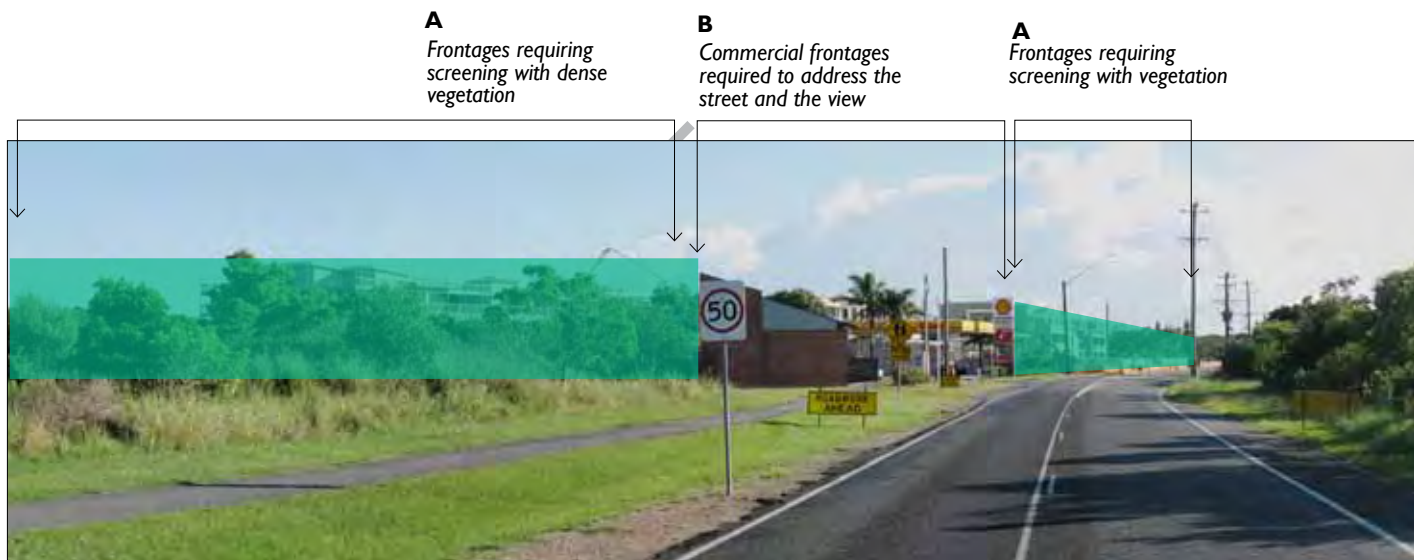 A
Frontages requiring
screening with dense
vegetation
B
Commercial frontages
required to address the
street and the view
A
Frontages requiring
screening with vegetation
50
ROADWORK
AHEAD